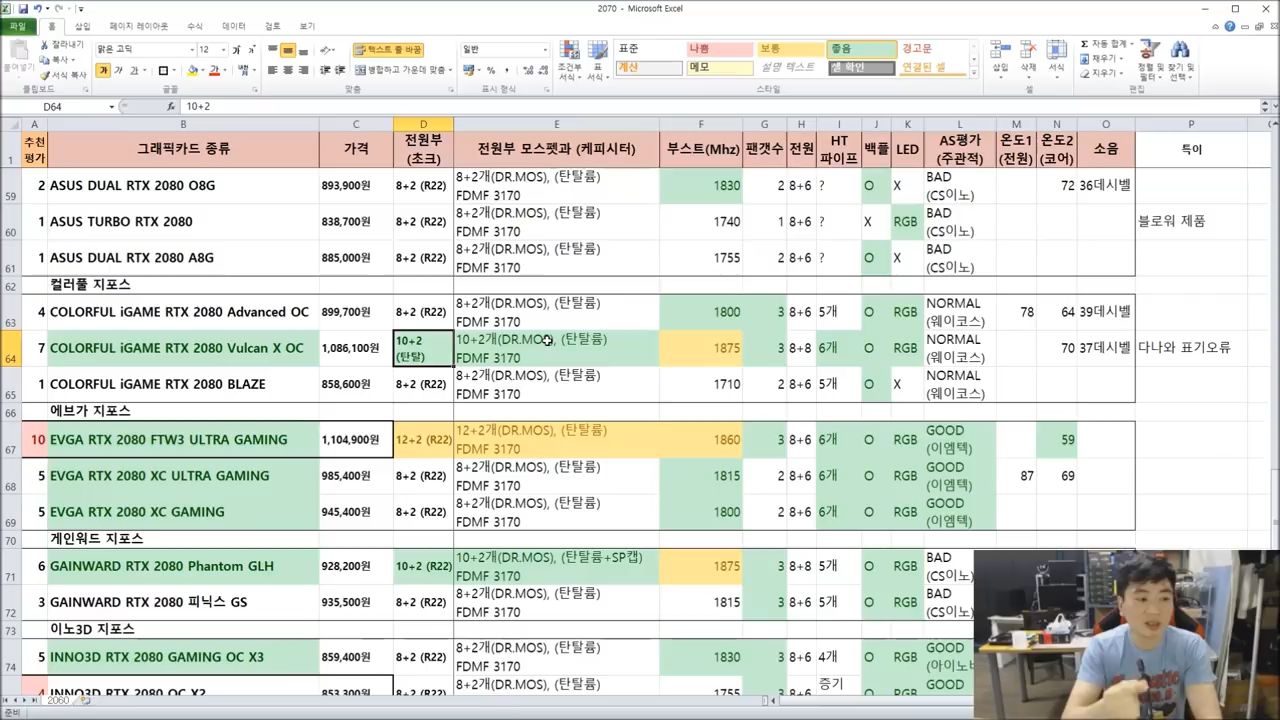 2070 - Microsoft Excel
파일 홈 삽입 페이지 레이아웃 수식 데이터 검토 보기
붙여넣기 잘라내기 복사 서식 복사 클립보드
맑은 고딕 12 가 가 가 가 글꼴
텍스트 줄 바꿈 병합하고 가운데 맞춤 맞춤
일반 % 표시 형식
조건부 서식 표 서식
표준 나쁨 보통 좋음 경고문
계산 메모 설명 텍스트 셀 확인 연결된 셀
스타일
삽입 삭제 서식 셀
자동 합계 채우기 지우기 정렬 및 필터 찾기 및 선택 편집
D64 fx 10+2
A B C D E F G H I J K L M N O P
1 추천 평가 그래픽카드 종류 가격 전원부 (초크) 전원부 모스펫과 (케피시터) 부스트(Mhz) 팬갯수 전원 HT 파이프 백플 LED AS평가 (주관적) 온도1 (전원) 온도2 (코어) 소음 특이
59 2 ASUS DUAL RTX 2080 O8G 893,900원 8+2 (R22) 8+2개(DR.MOS), (탄탈륨) FDMF 3170 1830 2 8+6 ? O X BAD (CS이노) 72 36데시벨
60 1 ASUS TURBO RTX 2080 838,700원 8+2 (R22) 8+2개(DR.MOS), (탄탈륨) FDMF 3170 1740 1 8+6 ? X RGB BAD (CS이노) 블로워 제품
61 1 ASUS DUAL RTX 2080 A8G 885,000원 8+2 (R22) 8+2개(DR.MOS), (탄탈륨) FDMF 3170 1755 2 8+6 ? O X BAD (CS이노)
62 컬러풀 지포스
63 4 COLORFUL iGAME RTX 2080 Advanced OC 899,700원 8+2 (R22) 8+2개(DR.MOS), (탄탈륨) FDMF 3170 1800 3 8+6 5개 O RGB NORMAL (웨이코스) 78 64 39데시벨
64 7 COLORFUL iGAME RTX 2080 Vulcan X OC 1,086,100원 10+2 (탄탈) 10+2개(DR.MOS), (탄탈륨) FDMF 3170 1875 3 8+8 6개 O RGB NORMAL (웨이코스) 70 37데시벨 다나와 표기오류
65 1 COLORFUL iGAME RTX 2080 BLAZE 858,600원 8+2 (R22) 8+2개(DR.MOS), (탄탈륨) FDMF 3170 1710 2 8+6 5개 O X NORMAL (웨이코스)
66 에브가 지포스
67 10 EVGA RTX 2080 FTW3 ULTRA GAMING 1,104,900원 12+2 (R22) 12+2개(DR.MOS), (탄탈륨) FDMF 3170 1860 3 8+8 6개 O RGB GOOD (이엠텍) 59
68 5 EVGA RTX 2080 XC ULTRA GAMING 985,400원 8+2 (R22) 8+2개(DR.MOS), (탄탈륨) FDMF 3170 1815 2 8+6 6개 O RGB GOOD (이엠텍) 87 69
69 5 EVGA RTX 2080 XC GAMING 945,400원 8+2 (R22) 8+2개(DR.MOS), (탄탈륨) FDMF 3170 1800 2 8+6 6개 O RGB GOOD (이엠텍)
70 게인워드 지포스
71 6 GAINWARD RTX 2080 Phantom GLH 928,200원 10+2 (R22) 10+2개(DR.MOS), (탄탈륨+SP캡) FDMF 3170 1875 3 8+8 5개 O RGB BAD (CS이
72 3 GAINWARD RTX 2080 피닉스 GS 935,500원 8+2 (R22) 8+2개(DR.MOS), (탄탈륨) FDMF 3170 1815 3 8+6 5개 O RGB BAD (CS이
73 이노3D 지포스
74 5 INNO3D RTX 2080 GAMING OC X3 859,400원 8+2 (R22) 8+2개(DR.MOS), (탄탈륨) FDMF 3170 1830 3 8+6 4개 O RGB GOOD (아이노
4 INNO3D RTX 2080 OC X2 853,300원 8+2 (R22) 8+2개(DR.MOS), (탄탈륨) 1755 2 8+6 증기 O RGB GOOD
2060
준비